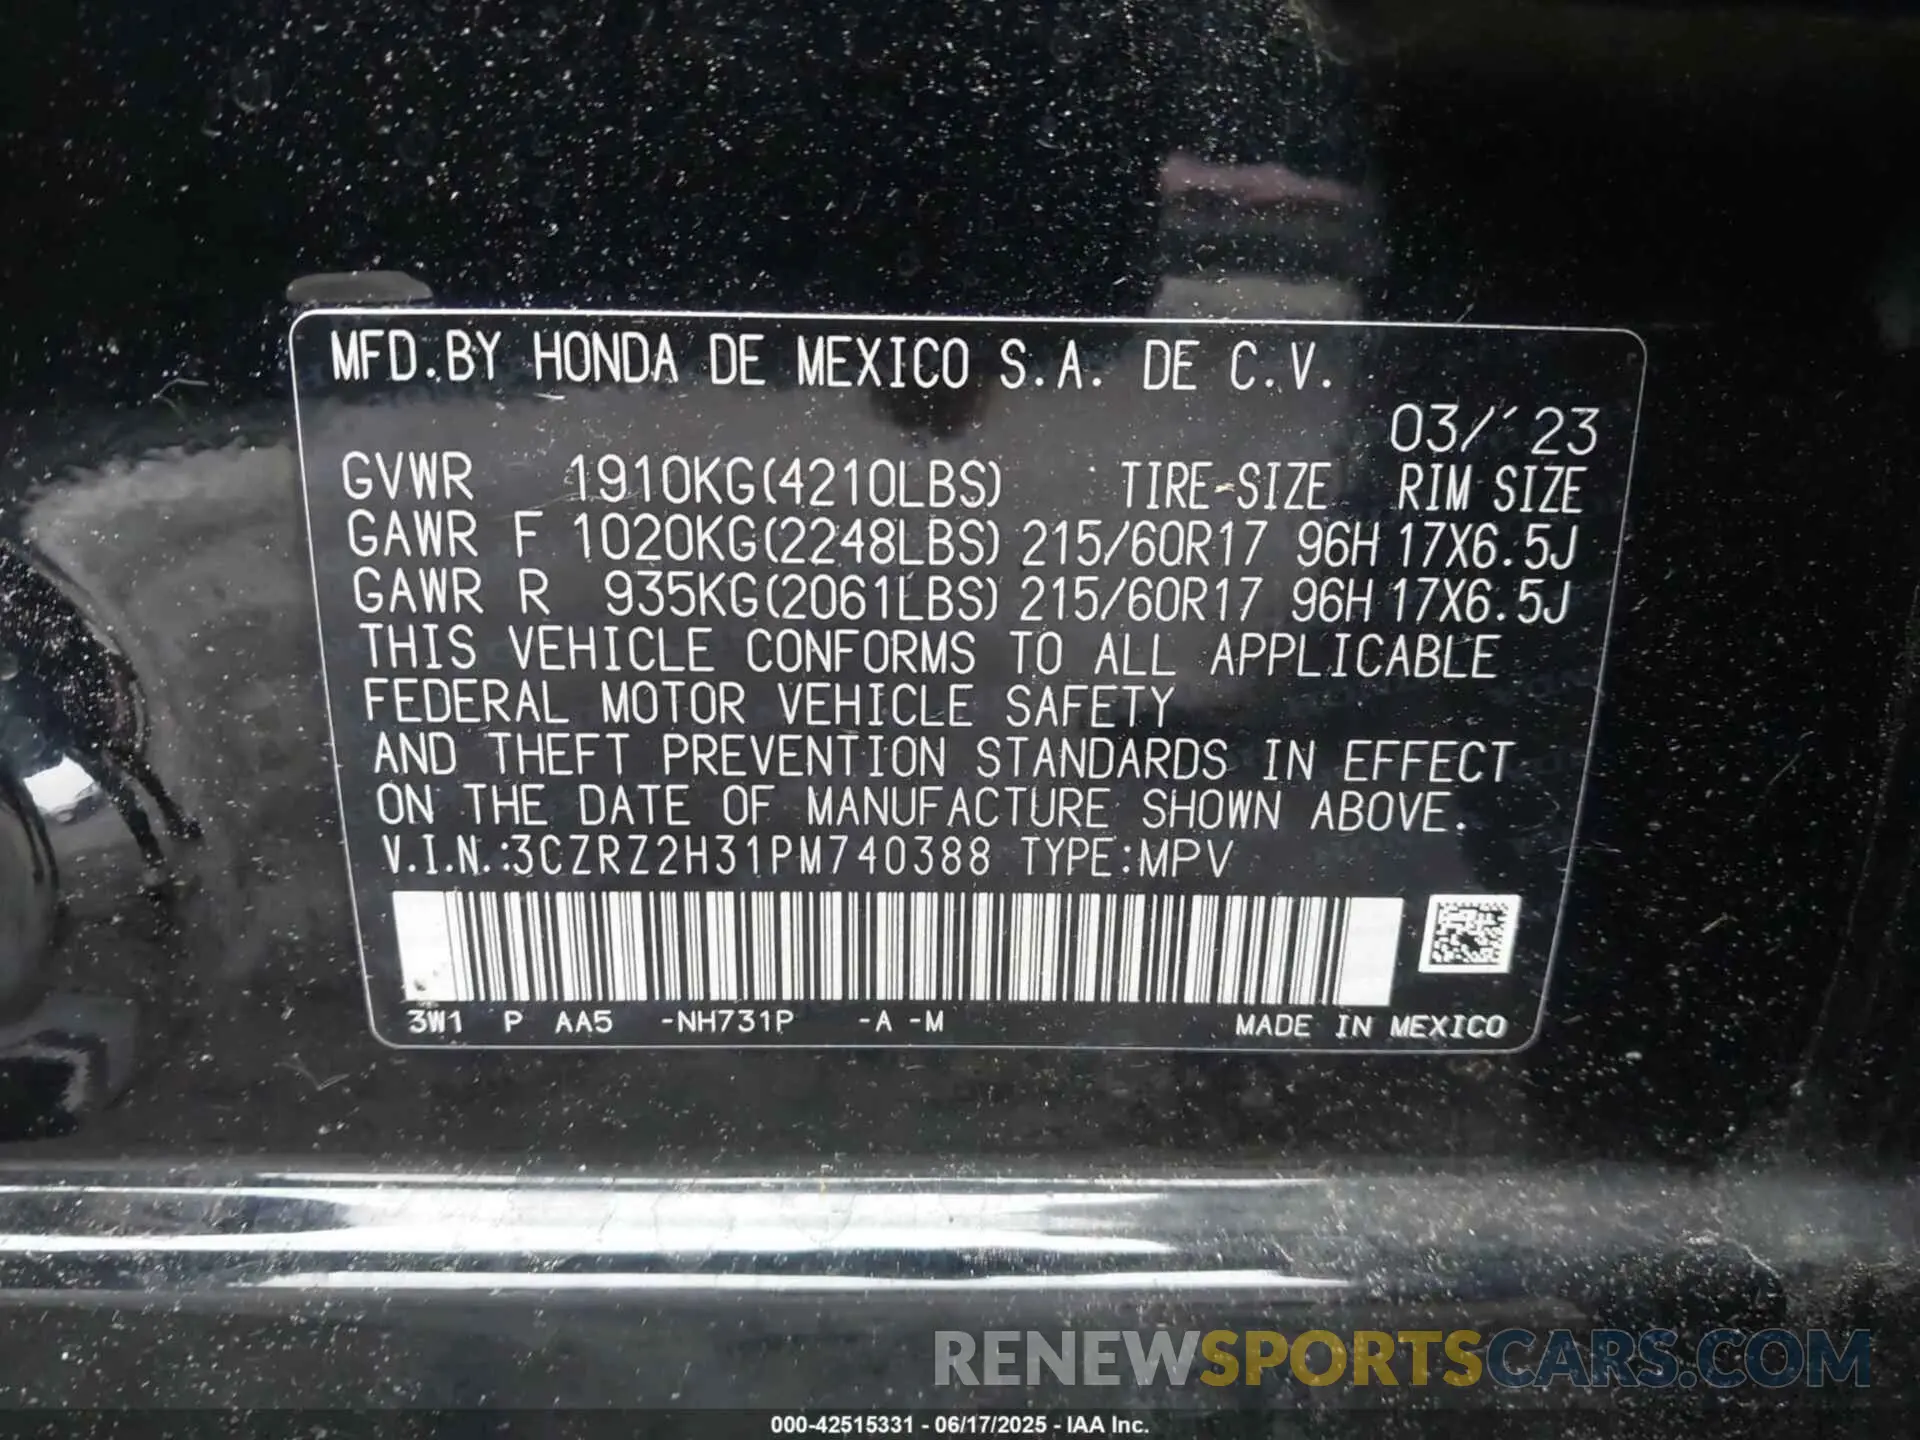 MFD.BY HONDA DE MEXICO S.A. DE C.V.
03/'23
GVWR 1910KG(4210LBS) TIRE-SIZE RIM SIZE
GAWR F 1020KG(2248LBS) 215/60R17 96H 17X6.5J
GAWR R 935KG(2061LBS) 215/60R17 96H 17X6.5J
THIS VEHICLE CONFORMS TO ALL APPLICABLE
FEDERAL MOTOR VEHICLE SAFETY
AND THEFT PREVENTION STANDARDS IN EFFECT
ON THE DATE OF MANUFACTURE SHOWN ABOVE.
V.I.N.:3CZRZ2H31PM740388 TYPE:MPV
3W1 P AA5 -NH731P -A -M MADE IN MEXICO
RENEWSPORTSCARS.COM
000-42515331 - 06/17/2025 - IAA Inc.